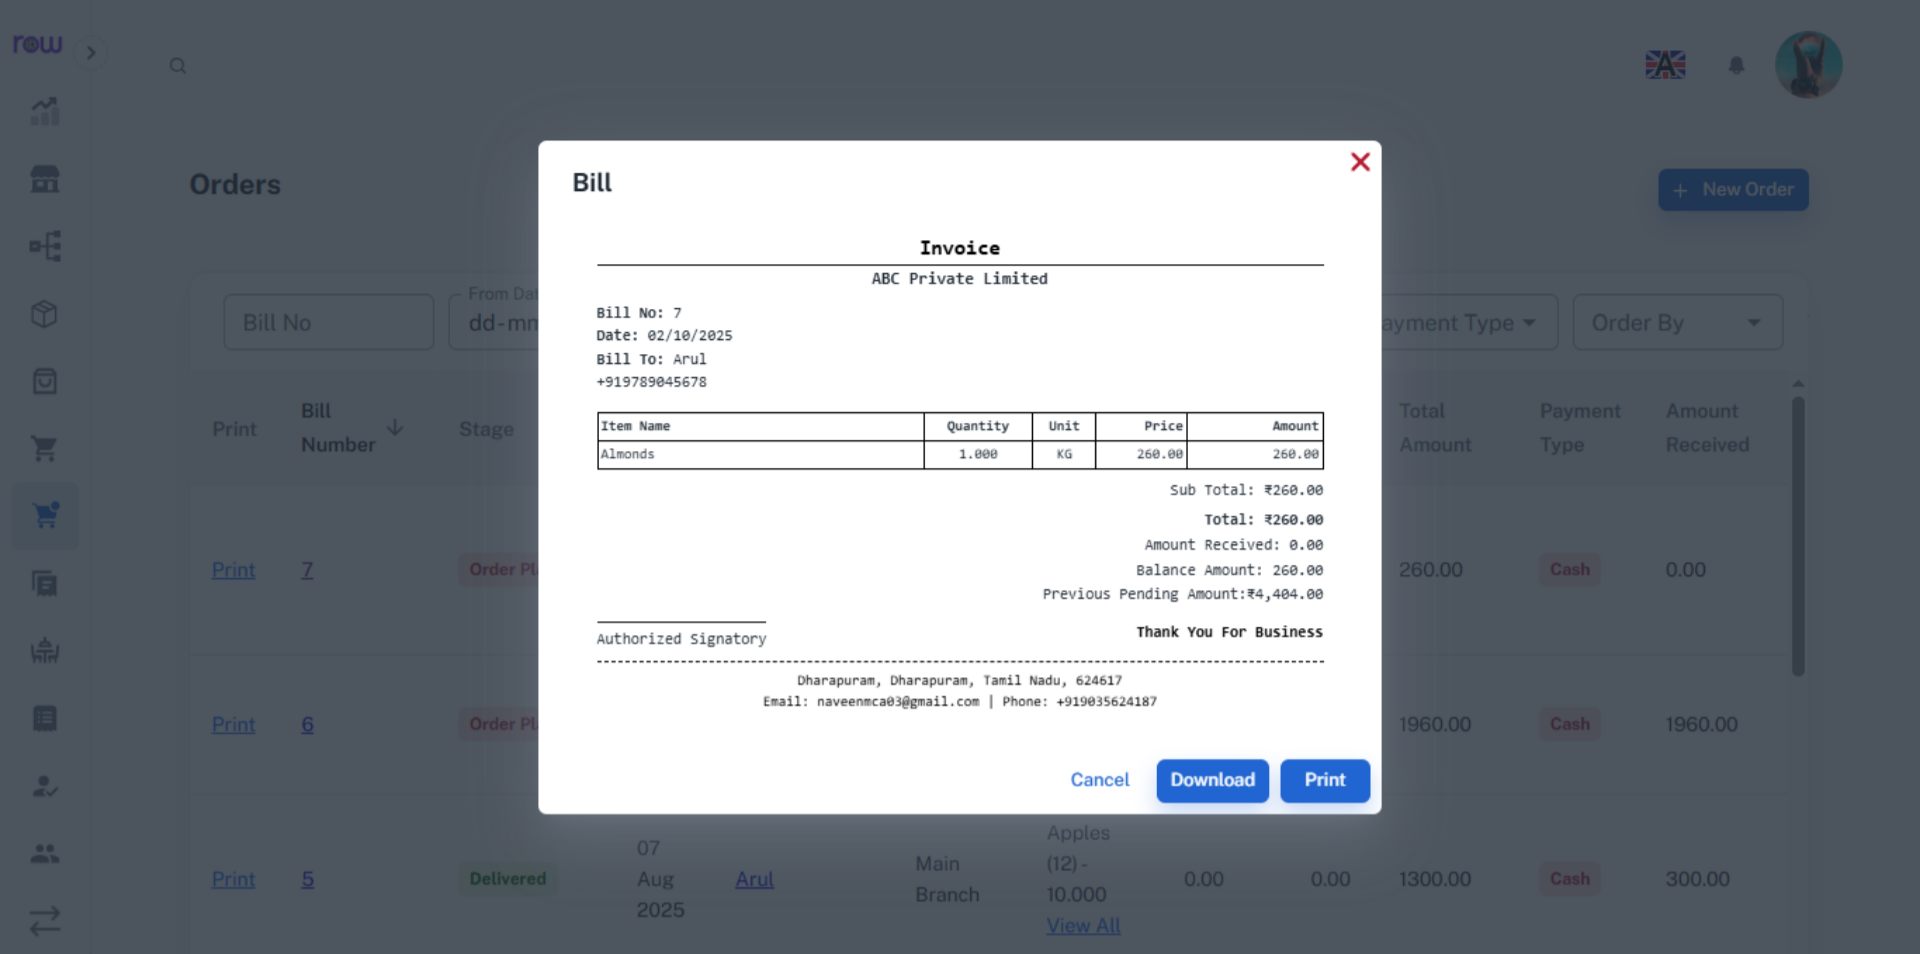 row
Orders
+ New Order
Bill No
From Da
dd-mm
ayment Type
Order By
Print
Bill Number
Stage
Total Amount
Payment Type
Amount Received
Print
7
Order Pl
260.00
Cash
0.00
Print
6
Order Pl
1960.00
Cash
1960.00
Print
5
Delivered
07 Aug 2025
Arul
Main Branch
Apples (12) - 10.000
View All
0.00
0.00
1300.00
Cash
300.00
Bill
Invoice
ABC Private Limited
Bill No: 7
Date: 02/10/2025
Bill To: Arul
+919789045678
Item Name Quantity Unit Price Amount
Almonds 1.000 KG 260.00 260.00
Sub Total: ₹260.00
Total: ₹260.00
Amount Received: 0.00
Balance Amount: 260.00
Previous Pending Amount:₹4,404.00
Authorized Signatory
Thank You For Business
Dharapuram, Dharapuram, Tamil Nadu, 624617
Email: naveenmca03@gmail.com | Phone: +919035624187
Cancel
Download
Print